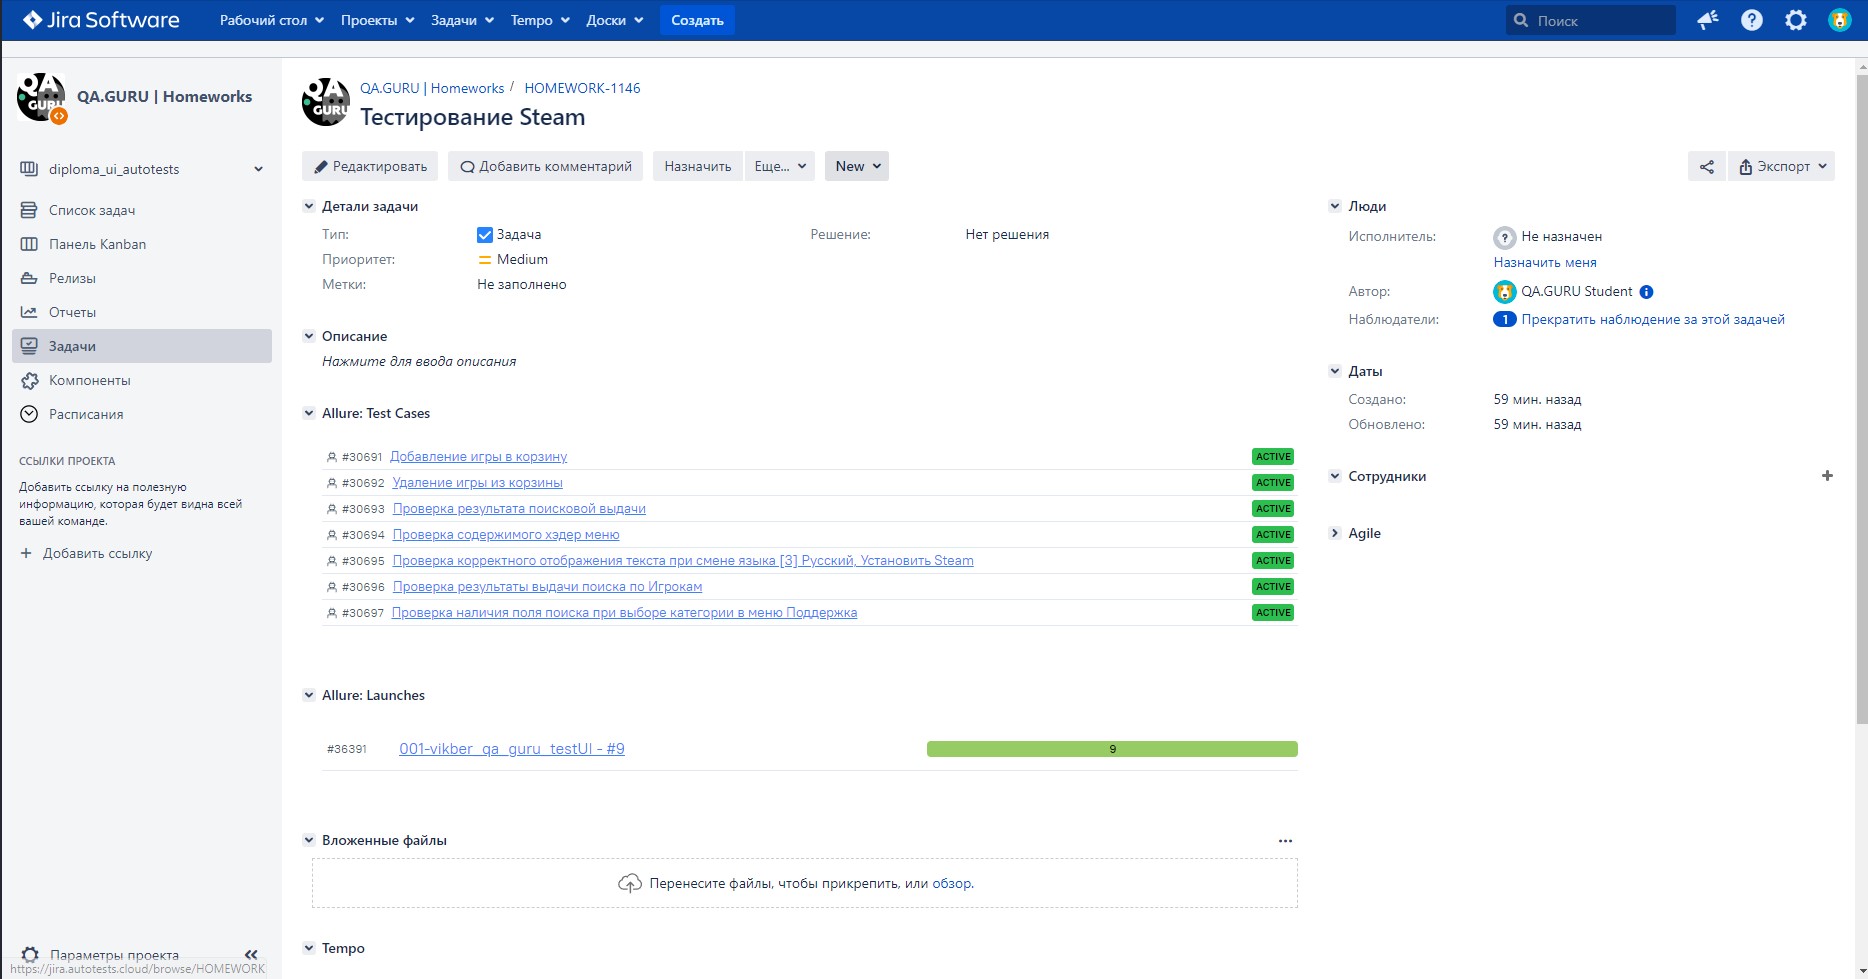 Jira Software Рабочий стол Проекты Задачи Tempo Доски Создать Поиск
QA.GURU | Homeworks
diploma_ui_autotests
Список задач
Панель Kanban
Релизы
Отчеты
Задачи
Компоненты
Расписания
ССЫЛКИ ПРОЕКТА
Добавить ссылку на полезную
информацию, которая будет видна всей
вашей команде.
+ Добавить ссылку
Параметры проекта
https://jira.autotests.cloud/browse/HOMEWORK
QA GURU
QA.GURU | Homeworks / HOMEWORK-1146
Тестирование Steam
Редактировать Добавить комментарий Назначить Еще... New Экспорт
Детали задачи
Тип: Задача Решение: Нет решения
Приоритет: Medium
Метки: Не заполнено
Описание
Нажмите для ввода описания
Allure: Test Cases
#30691 Добавление игры в корзину ACTIVE
#30692 Удаление игры из корзины ACTIVE
#30693 Проверка результата поисковой выдачи ACTIVE
#30694 Проверка содержимого хэдер меню ACTIVE
#30695 Проверка корректного отображения текста при смене языка [3] Русский, Установить Steam ACTIVE
#30696 Проверка результаты выдачи поиска по Игрокам ACTIVE
#30697 Проверка наличия поля поиска при выборе категории в меню Поддержка ACTIVE
Allure: Launches
#36391 001-vikber_qa_guru_testUI - #9 9
Вложенные файлы ...
Перенесите файлы, чтобы прикрепить, или обзор.
Tempo
Люди
Исполнитель: Не назначен
Назначить меня
Автор: QA.GURU Student
Наблюдатели: 1 Прекратить наблюдение за этой задачей
Даты
Создано: 59 мин. назад
Обновлено: 59 мин. назад
Сотрудники +
Agile